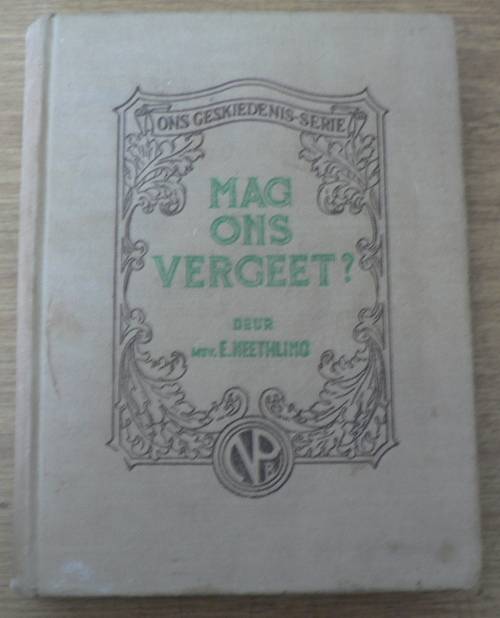 ONS GESKIEDENIS-SERIE
MAG
ONS
VERGEET?
DEUR
MEV. E. NEETHLING
NP